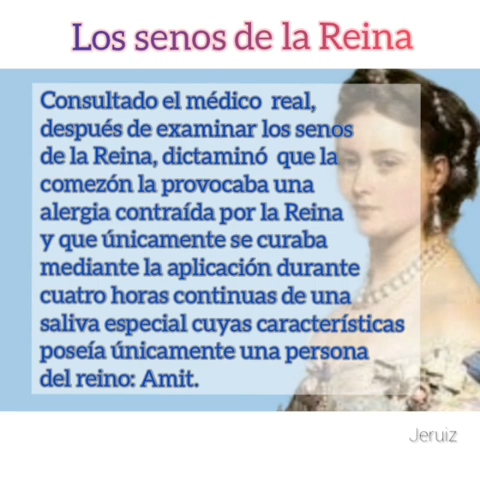 Los senos de la Reina
Consultado el médico real,
después de examinar los senos
de la Reina, dictaminó que la
comezón la provocaba una
alergia contraída por la Reina
y que únicamente se curaba
mediante la aplicación durante
cuatro horas continuas de una
saliva especial cuyas características
poseía únicamente una persona
del reino: Amit.
Jeruiz